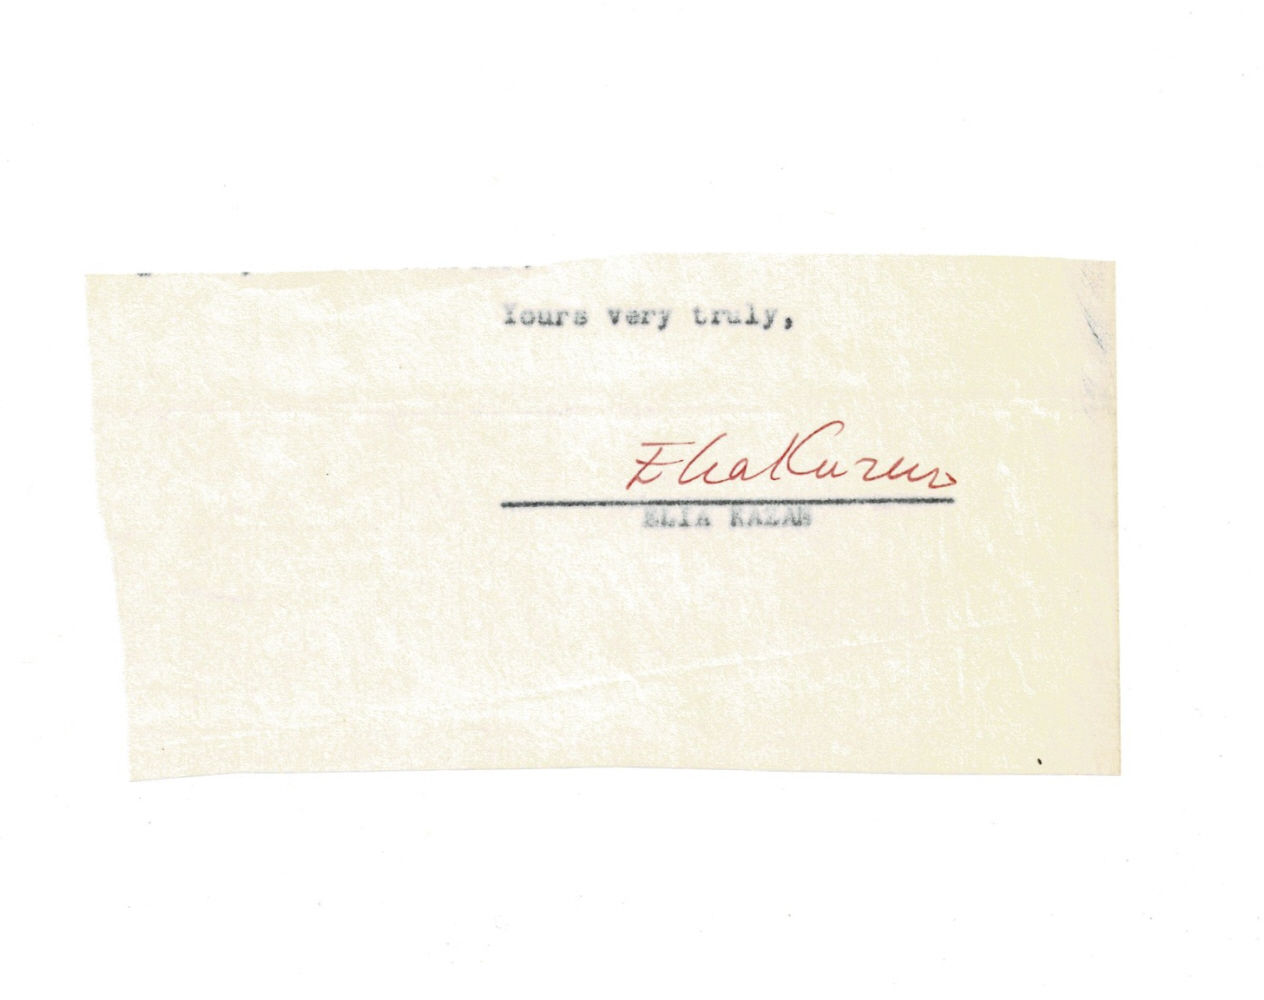 Yours very truly,
Elia Kazan
ELIA KAZAN